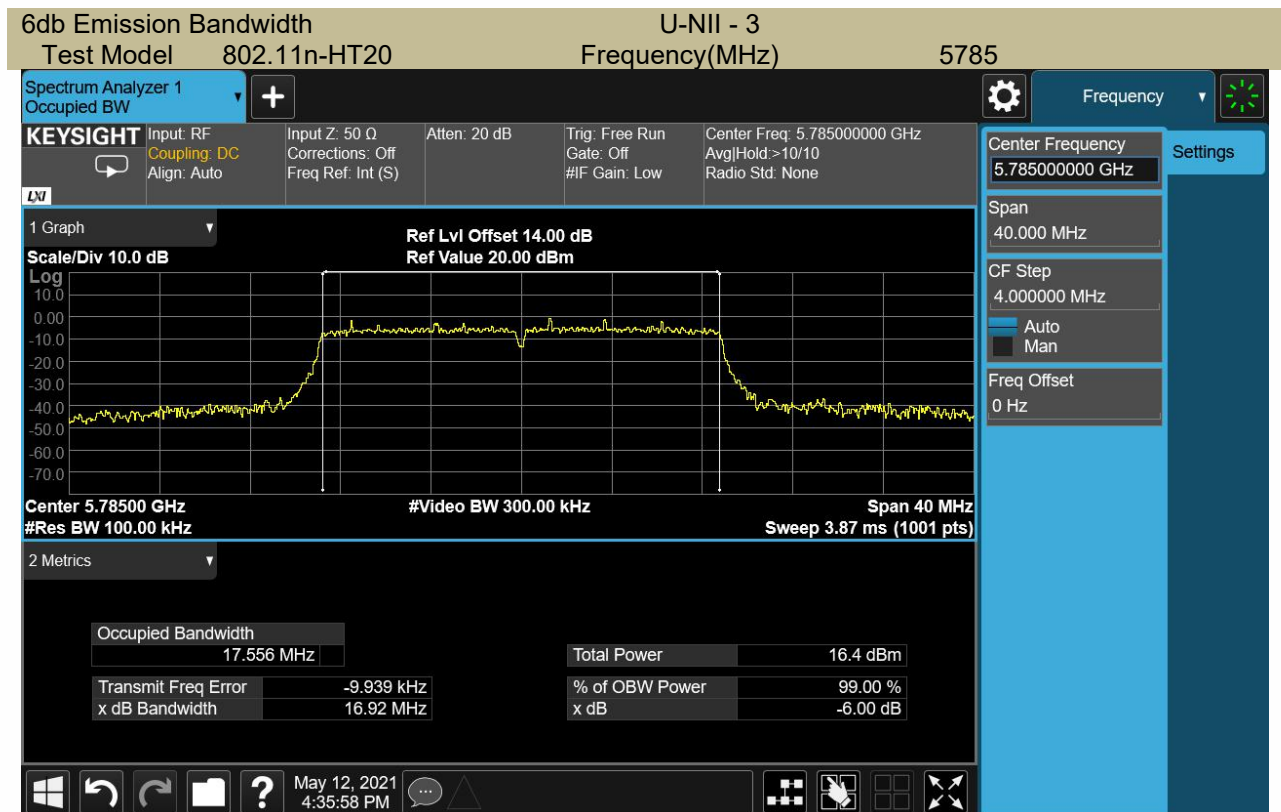 6db Emission Bandwidth U-NII - 3
Test Model 802.11n-HT20 Frequency(MHz) 5785
Spectrum Analyzer 1
Occupied BW
+
Frequency
KEYSIGHT
LXI
Input: RF
Coupling: DC
Align: Auto
Input Z: 50 Ω
Corrections: Off
Freq Ref: Int (S)
Atten: 20 dB
Trig: Free Run
Gate: Off
#IF Gain: Low
Center Freq: 5.785000000 GHz
Avg|Hold:>10/10
Radio Std: None
Center Frequency
5.785000000 GHz
Settings
Span
40.000 MHz
CF Step
4.000000 MHz
Auto
Man
Freq Offset
0 Hz
1 Graph
Scale/Div 10.0 dB
Ref Lvl Offset 14.00 dB
Ref Value 20.00 dBm
Log
10.0
0.00
-10.0
-20.0
-30.0
-40.0
-50.0
-60.0
-70.0
Center 5.78500 GHz #Video BW 300.00 kHz Span 40 MHz
#Res BW 100.00 kHz Sweep 3.87 ms (1001 pts)
2 Metrics
Occupied Bandwidth
17.556 MHz
Total Power 16.4 dBm
Transmit Freq Error -9.939 kHz
% of OBW Power 99.00 %
x dB Bandwidth 16.92 MHz
x dB -6.00 dB
?
May 12, 2021
4:35:58 PM